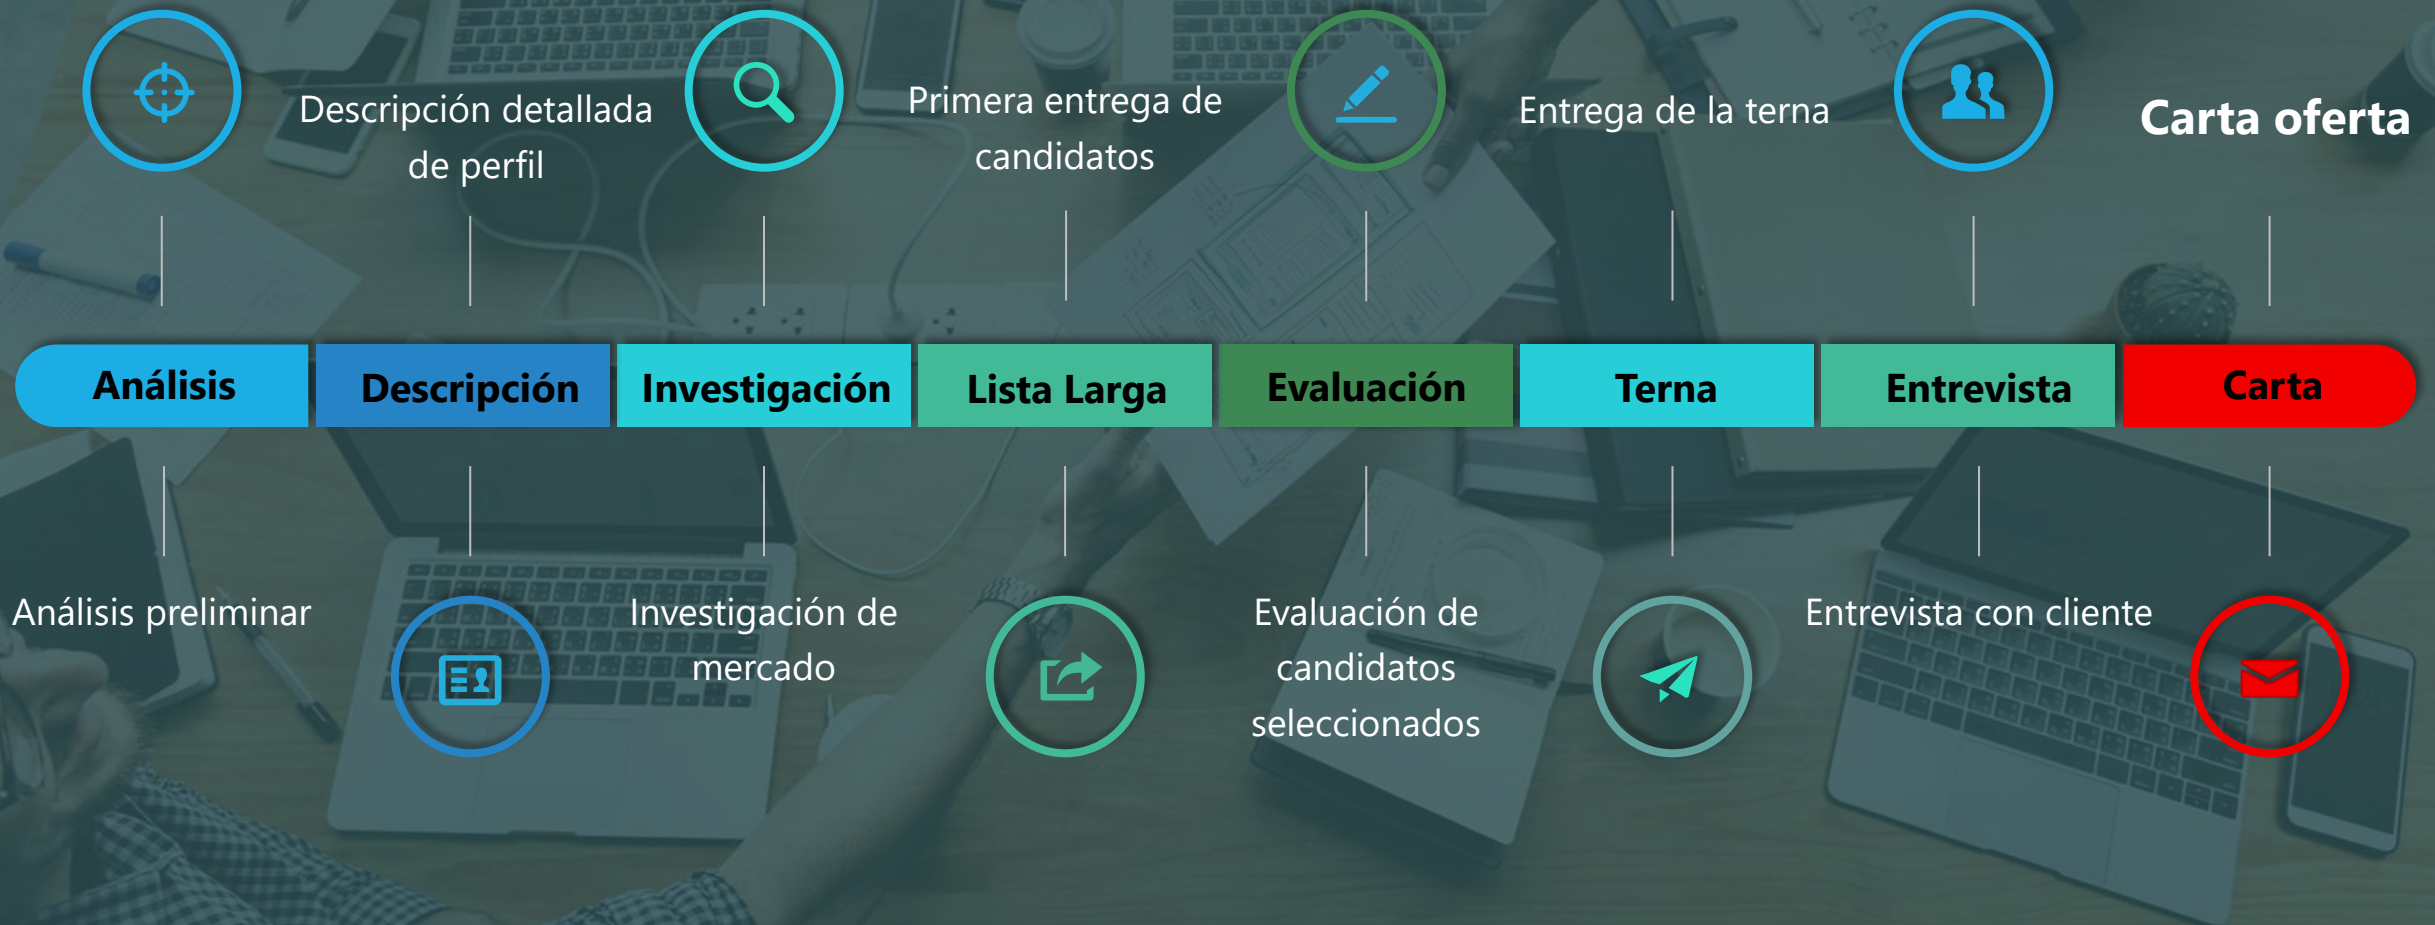 Descripción detallada
de perfil
Primera entrega de
candidatos
Entrega de la terna
Carta oferta
Análisis
Descripción
Investigación
Lista Larga
Evaluación
Terna
Entrevista
Carta
Análisis preliminar
Investigación de
mercado
Evaluación de
candidatos
seleccionados
Entrevista con cliente